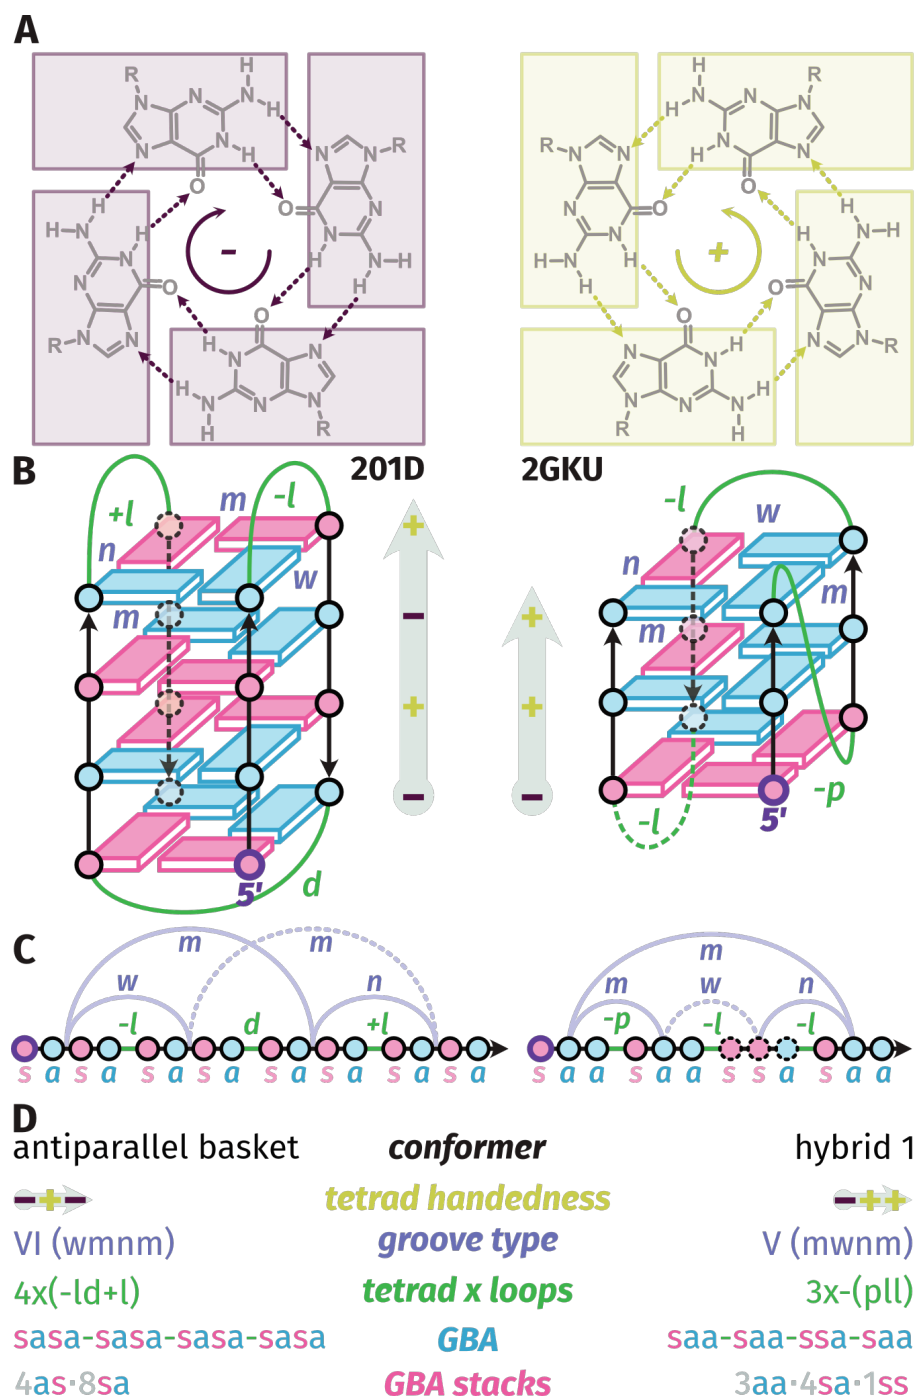 A
R H N N H H R
N N H N N N H N
N O N R R N N O N
H O N O H N O
H N H N N H N N H
N N H H N H H N N
N O H O O H O N
R N N H N N N N H N N R
H N N N N H
H R R H
- +
B 201D 2GKU
+l m -l -l w
n w n m
m m
+ - + -
+ + -
5' d -l 5' -p
C
m m m
w n m w n
-l d +l -p -l -l
s a s a s a s a s a s a s a s a s a a s a a s s a s a a
D
antiparallel basket conformer hybrid 1
- + - tetrad handedness - + +
VI (wmnm) groove type V (mwnm)
4x(-ld+l) tetrad x loops 3x-(pll)
sasa-sasa-sasa-sasa GBA saa-saa-ssa-saa
4as·8sa GBA stacks 3aa·4sa·1ss